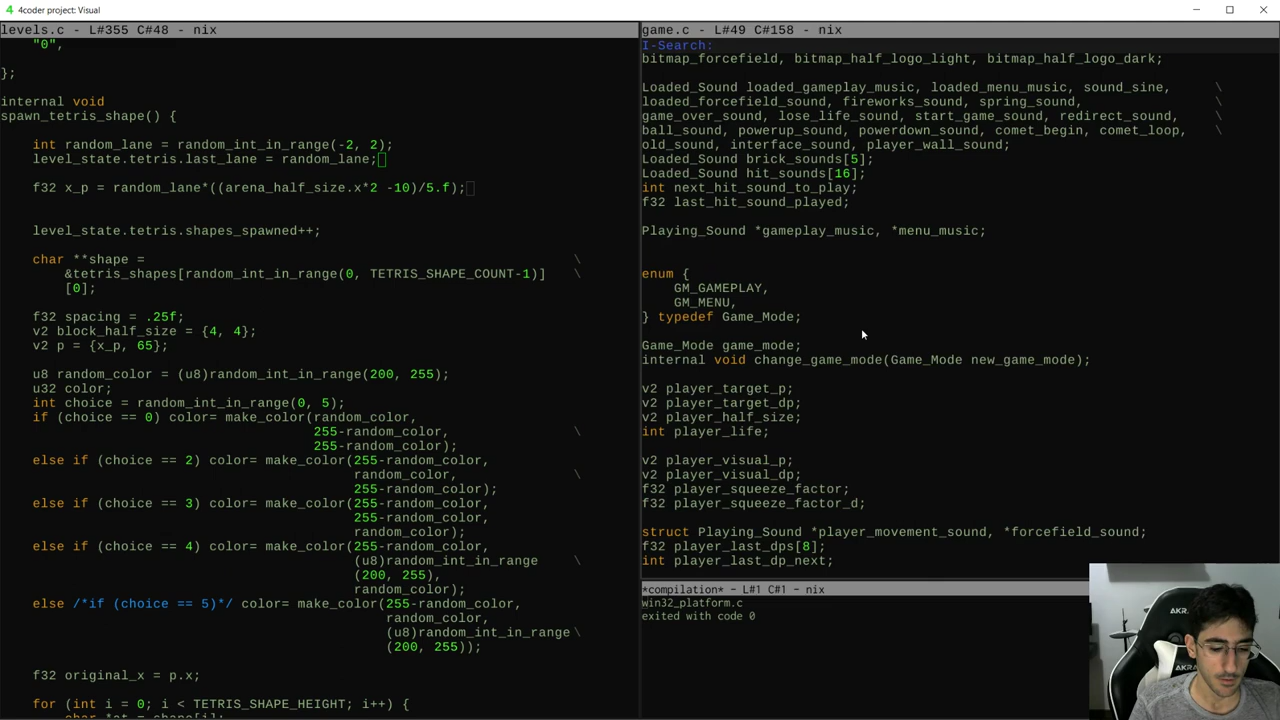 4 4coder project: Visual
levels.c - L#355 C#48 - nix
"0",
};
internal void
spawn_tetris_shape() {
int random_lane = random_int_in_range(-2, 2);
level_state.tetris.last_lane = random_lane;
f32 x_p = random_lane*((arena_half_size.x*2 -10)/5.f);
level_state.tetris.shapes_spawned++;
char **shape = \
&tetris_shapes[random_int_in_range(0, TETRIS_SHAPE_COUNT-1)] \
[0];
f32 spacing = .25f;
v2 block_half_size = {4, 4};
v2 p = {x_p, 65};
u8 random_color = (u8)random_int_in_range(200, 255);
u32 color;
int choice = random_int_in_range(0, 5);
if (choice == 0) color= make_color(random_color,
255-random_color, \
255-random_color);
else if (choice == 2) color= make_color(255-random_color,
random_color, \
255-random_color);
else if (choice == 3) color= make_color(255-random_color,
255-random_color, \
random_color);
else if (choice == 4) color= make_color(255-random_color,
(u8)random_int_in_range \
(200, 255),
random_color);
else /*if (choice == 5)*/ color= make_color(255-random_color,
random_color,
(u8)random_int_in_range \
(200, 255));
f32 original_x = p.x;
for (int i = 0; i < TETRIS_SHAPE_HEIGHT; i++) {
char *at = shape[i];
game.c - L#49 C#158 - nix
I-Search:
bitmap_forcefield, bitmap_half_logo_light, bitmap_half_logo_dark;
Loaded_Sound loaded_gameplay_music, loaded_menu_music, sound_sine, \
loaded_forcefield_sound, fireworks_sound, spring_sound, \
game_over_sound, lose_life_sound, start_game_sound, redirect_sound, \
ball_sound, powerup_sound, powerdown_sound, comet_begin, comet_loop, \
old_sound, interface_sound, player_wall_sound;
Loaded_Sound brick_sounds[5];
Loaded_Sound hit_sounds[16];
int next_hit_sound_to_play;
f32 last_hit_sound_played;
Playing_Sound *gameplay_music, *menu_music;
enum {
GM_GAMEPLAY,
GM_MENU,
} typedef Game_Mode;
Game_Mode game_mode;
internal void change_game_mode(Game_Mode new_game_mode);
v2 player_target_p;
v2 player_target_dp;
v2 player_half_size;
int player_life;
v2 player_visual_p;
v2 player_visual_dp;
f32 player_squeeze_factor;
f32 player_squeeze_factor_d;
struct Playing_Sound *player_movement_sound, *forcefield_sound;
f32 player_last_dps[8];
int player_last_dp_next;
*compilation* - L#1 C#1 - nix
win32_platform.c
exited with code 0